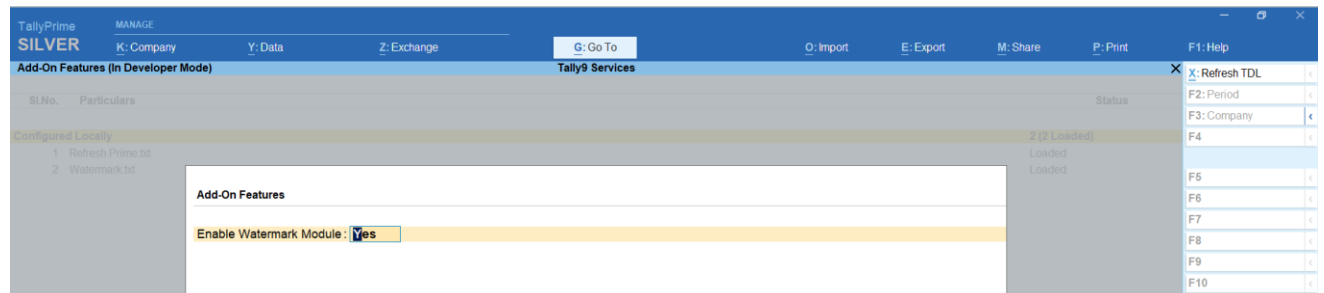 TallyPrime MANAGE
SILVER K: Company Y: Data Z: Exchange G: Go To O: Import E: Export M: Share P: Print F1: Help
Add-On Features (In Developer Mode) Tally9 Services X: Refresh TDL
Sl.No. Particulars Status F2: Period
F3: Company
Configured Locally 2 (2 Loaded) F4
1 Refresh Prime.txt Loaded
2 Watermark.txt Loaded
F5
Add-On Features F6
F7
Enable Watermark Module : Yes F8
F9
F10